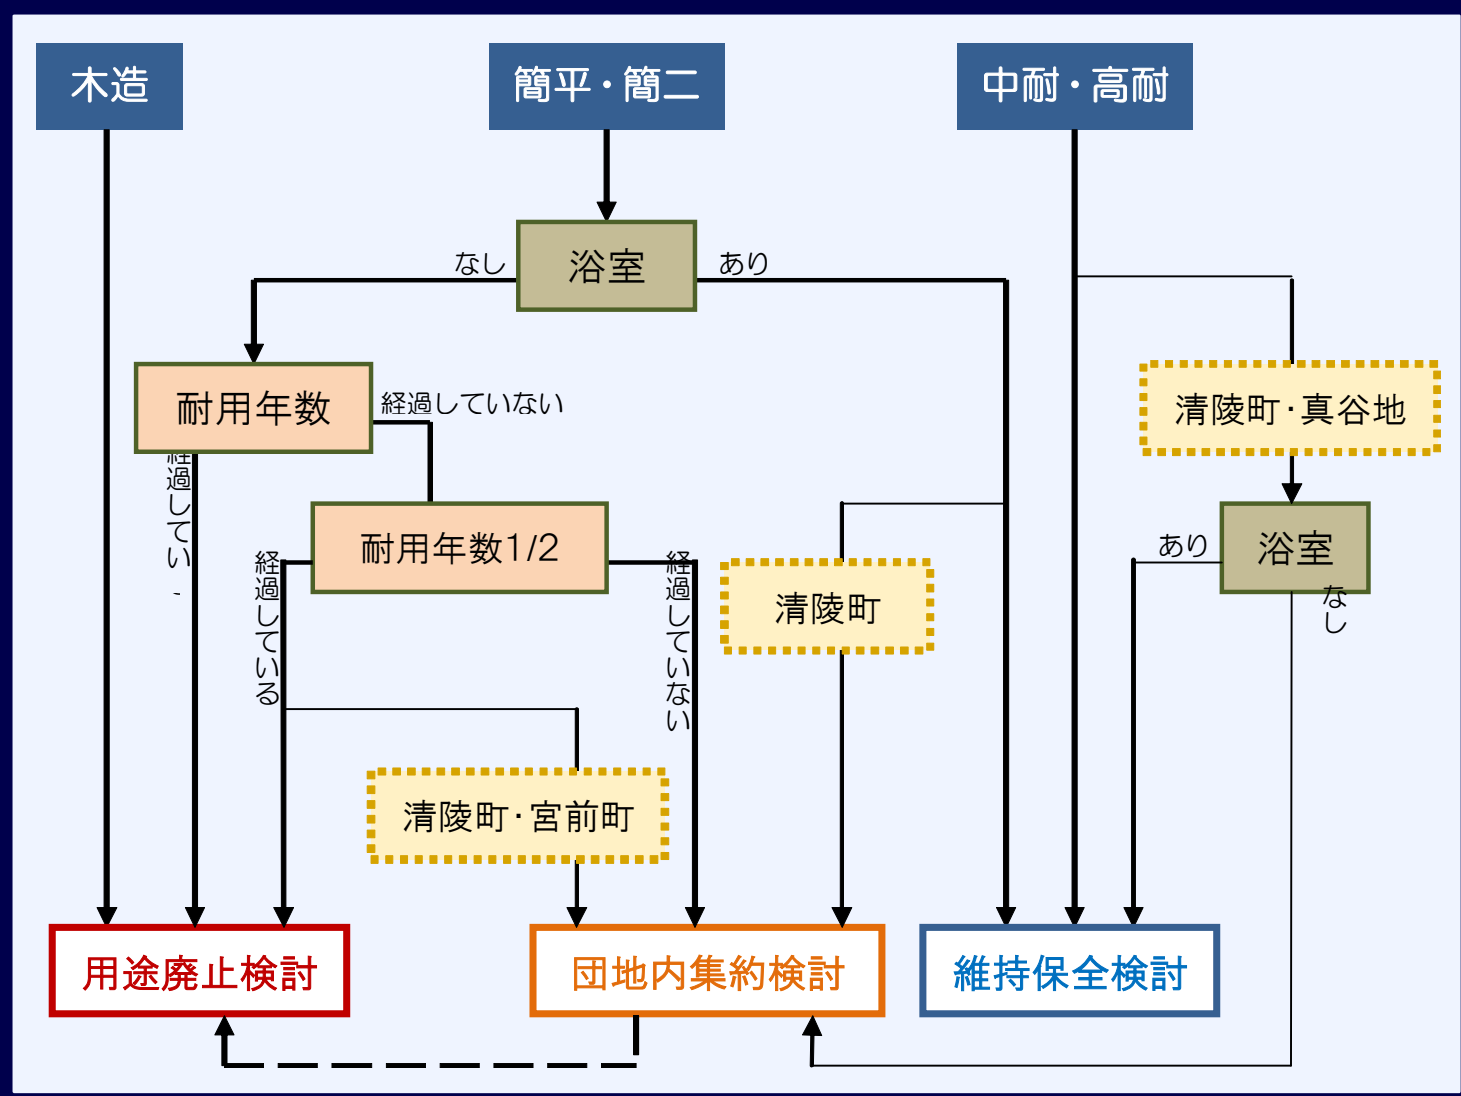 木造
簡平・簡二
中耐・高耐
浴室
なし
あり
耐用年数
経過していない
清陵町・真谷地
経過してい
耐用年数1/2
浴室
あり
なし
経過している
経過していない
清陵町
清陵町・宮前町
用途廃止検討
団地内集約検討
維持保全検討